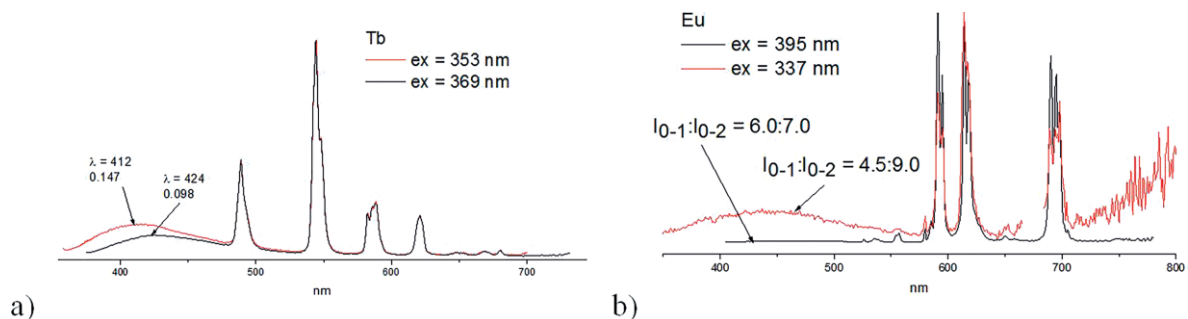 Tb
ex = 353 nm
ex = 369 nm
λ = 412
0.147
λ = 424
0.098
400
500
600
700
nm
a)
Eu
ex = 395 nm
ex = 337 nm
I0-1:I0-2 = 6.0:7.0
I0-1:I0-2 = 4.5:9.0
400
500
600
700
800
nm
b)